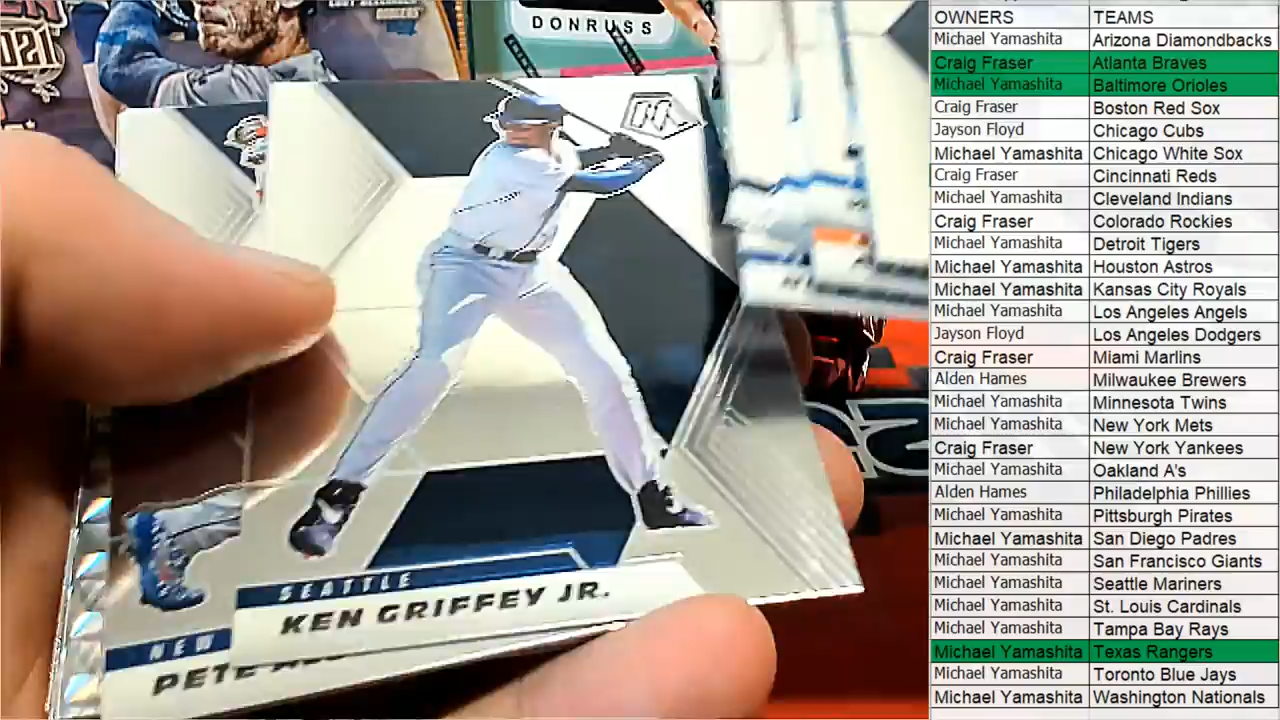 2021
DONRUSS
SEATTLE
KEN GRIFFEY JR.
NEW
PETE
OWNERS TEAMS
Michael Yamashita Arizona Diamondbacks
Craig Fraser Atlanta Braves
Michael Yamashita Baltimore Orioles
Craig Fraser Boston Red Sox
Jayson Floyd Chicago Cubs
Michael Yamashita Chicago White Sox
Craig Fraser Cincinnati Reds
Michael Yamashita Cleveland Indians
Craig Fraser Colorado Rockies
Michael Yamashita Detroit Tigers
Michael Yamashita Houston Astros
Michael Yamashita Kansas City Royals
Michael Yamashita Los Angeles Angels
Jayson Floyd Los Angeles Dodgers
Craig Fraser Miami Marlins
Alden Hames Milwaukee Brewers
Michael Yamashita Minnesota Twins
Michael Yamashita New York Mets
Craig Fraser New York Yankees
Michael Yamashita Oakland A's
Alden Hames Philadelphia Phillies
Michael Yamashita Pittsburgh Pirates
Michael Yamashita San Diego Padres
Michael Yamashita San Francisco Giants
Michael Yamashita Seattle Mariners
Michael Yamashita St. Louis Cardinals
Michael Yamashita Tampa Bay Rays
Michael Yamashita Texas Rangers
Michael Yamashita Toronto Blue Jays
Michael Yamashita Washington Nationals